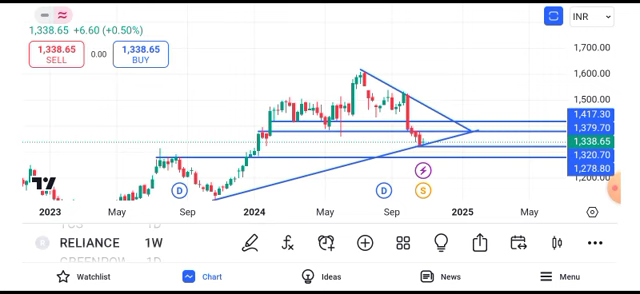 INR
1,338.65 +6.60 (+0.50%)
1,338.65
SELL
0.00
1,338.65
BUY
1,700.00
1,600.00
1,500.00
1,417.30
1,379.70
1,338.65
1,320.70
1,278.80
1,200.00
D
D
S
2023
May
Sep
2024
May
Sep
2025
May
RELIANCE 1W
Watchlist
Chart
Ideas
News
Menu